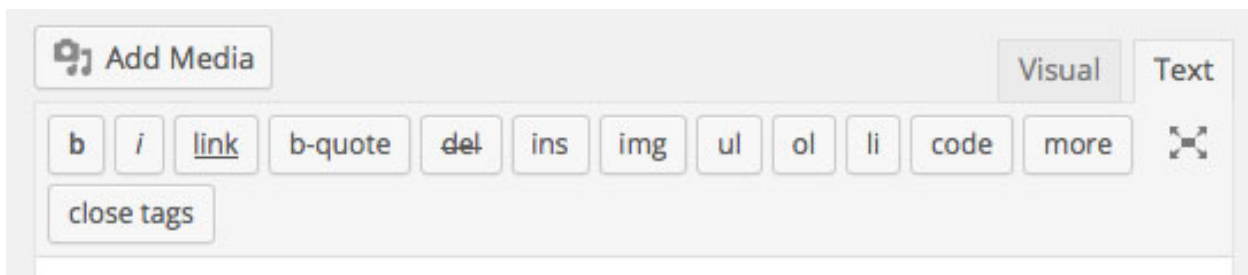 Add Media
Visual Text
b i link b-quote del ins img ul ol li code more
close tags